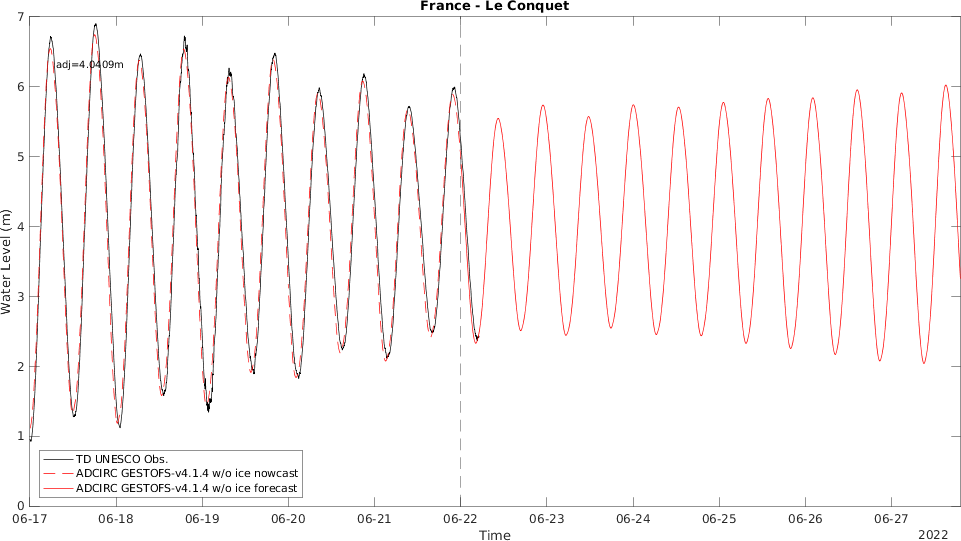 France - Le Conquet
adj=4.0409m
Water Level (m)
7
6
5
4
3
2
1
0
TD UNESCO Obs.
ADCIRC GESTOFS-v4.1.4 w/o ice nowcast
ADCIRC GESTOFS-v4.1.4 w/o ice forecast
06-17 06-18 06-19 06-20 06-21 06-22 06-23 06-24 06-25 06-26 06-27
Time
2022